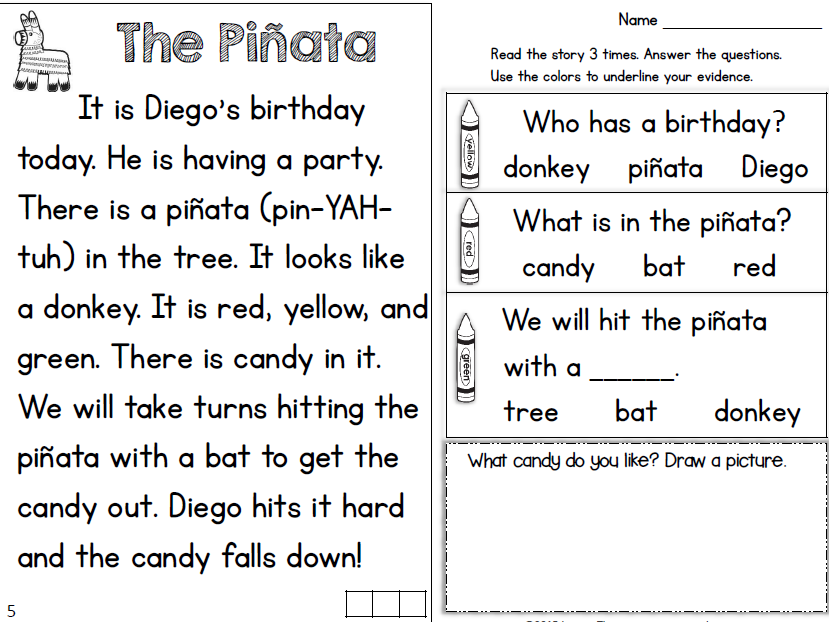 The Piñata
It is Diego's birthday
today. He is having a party.
There is a piñata (pin-YAH-
tuh) in the tree. It looks like
a donkey. It is red, yellow, and
green. There is candy in it.
We will take turns hitting the
piñata with a bat to get the
candy out. Diego hits it hard
and the candy falls down!
5
Name ____________________
Read the story 3 times. Answer the questions.
Use the colors to underline your evidence.
yellow
Who has a birthday?
donkey piñata Diego
red
What is in the piñata?
candy bat red
green
We will hit the piñata
with a ______.
tree bat donkey
What candy do you like? Draw a picture.